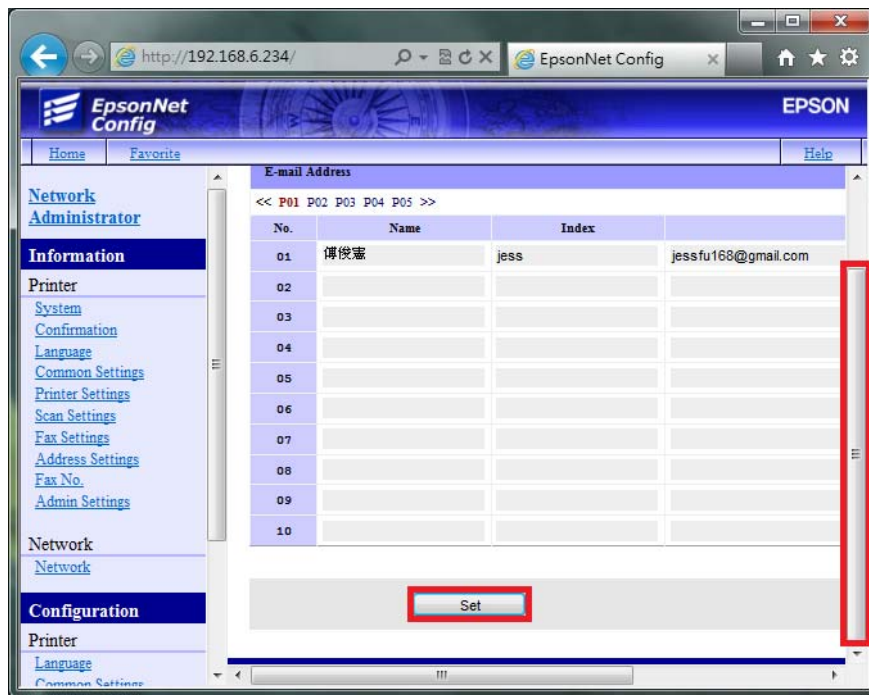 http://192.168.6.234/
EpsonNet Config
EpsonNet
Config
EPSON
Home Favorite Help
Network
Administrator
Information
Printer
System
Confirmation
Language
Common Settings
Printer Settings
Scan Settings
Fax Settings
Address Settings
Fax No.
Admin Settings
Network
Network
Configuration
Printer
Language
Common Settings
E-mail Address
<< P01 P02 P03 P04 P05 >>
No. Name Index
01 傅俊憲 jess jessfu168@gmail.com
02
03
04
05
06
07
08
09
10
Set